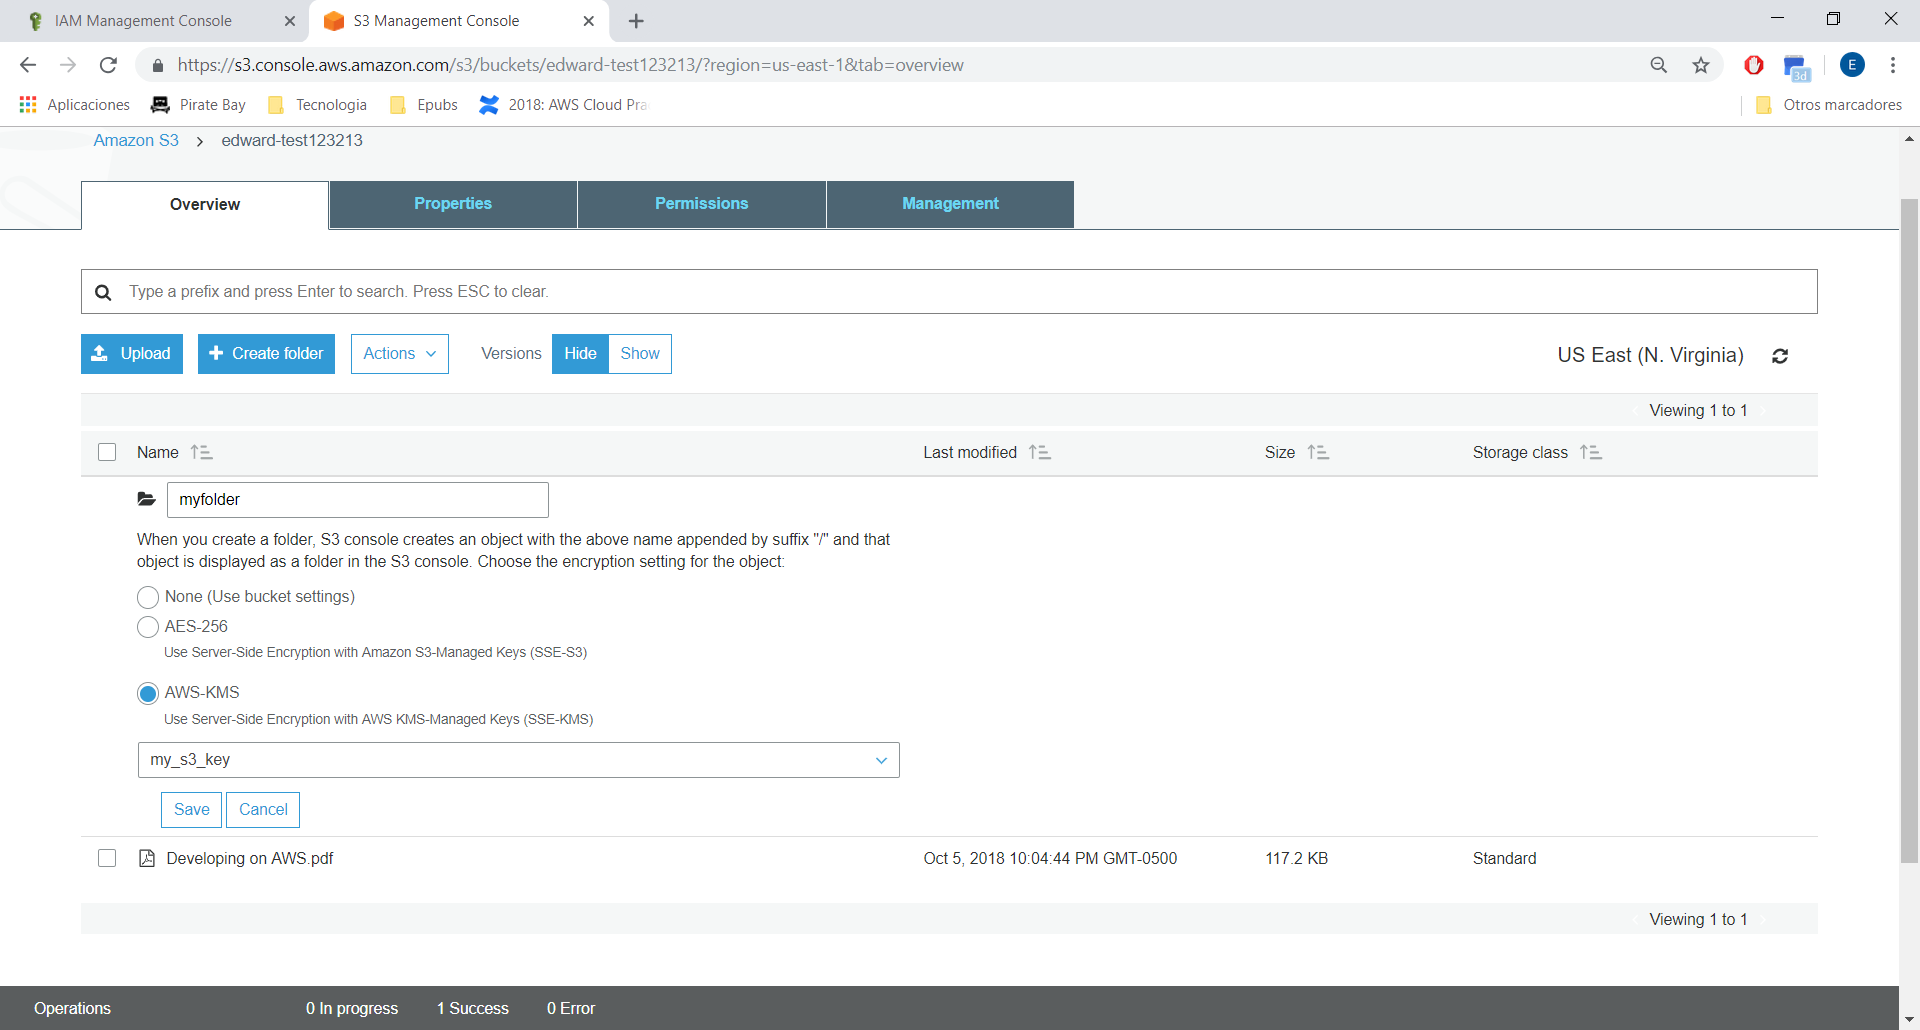 IAM Management Console
S3 Management Console
https://s3.console.aws.amazon.com/s3/buckets/edward-test123213/?region=us-east-1&tab=overview
3d
E
Aplicaciones
Pirate Bay
Tecnologia
Epubs
2018: AWS Cloud Pra
Otros marcadores
Amazon S3 > edward-test123213
Overview
Properties
Permissions
Management
Type a prefix and press Enter to search. Press ESC to clear.
Upload
+ Create folder
Actions
Versions
Hide
Show
US East (N. Virginia)
Viewing 1 to 1
Name
Last modified
Size
Storage class
myfolder
When you create a folder, S3 console creates an object with the above name appended by suffix "/" and that
object is displayed as a folder in the S3 console. Choose the encryption setting for the object:
None (Use bucket settings)
AES-256
Use Server-Side Encryption with Amazon S3-Managed Keys (SSE-S3)
AWS-KMS
Use Server-Side Encryption with AWS KMS-Managed Keys (SSE-KMS)
my_s3_key
Save
Cancel
Developing on AWS.pdf
Oct 5, 2018 10:04:44 PM GMT-0500
117.2 KB
Standard
Viewing 1 to 1
Operations
0 In progress
1 Success
0 Error